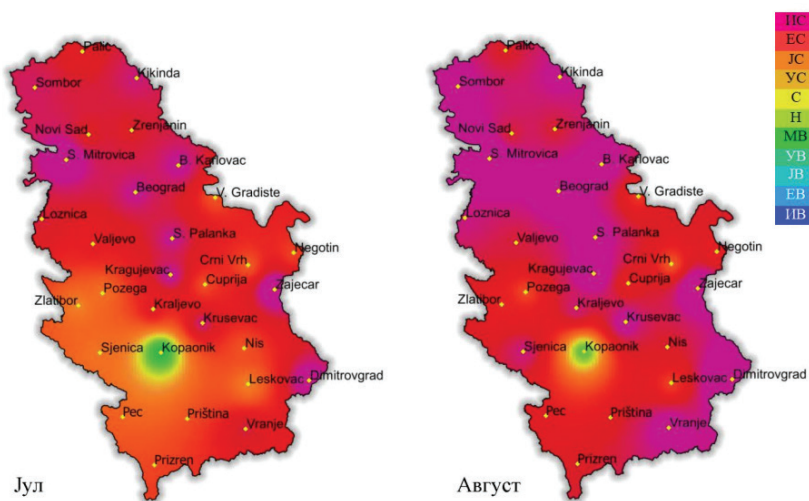 Palic
Kikinda
Sombor
Novi Sad
Zrenjanin
S. Mitrovica
B. Karlovac
Beograd
V. Gradiste
Loznica
Valjevo
S. Palanka
Negotin
Crni Vrh
Kragujevac
Cuprija
Zajecar
Pozega
Zlatibor
Kraljevo
Krusevac
Sjenica
Kopaonik
Nis
Leskovac
Dimitrovgrad
Pec
Priština
Vranje
Prizren
Јул
Palic
Kikinda
Sombor
Novi Sad
Zrenjanin
S. Mitrovica
B. Karlovac
Beograd
V. Gradiste
Loznica
Valjevo
S. Palanka
Negotin
Crni Vrh
Kragujevac
Cuprija
Zajecar
Pozega
Zlatibor
Kraljevo
Krusevac
Sjenica
Kopaonik
Nis
Leskovac
Dimitrovgrad
Pec
Priština
Vranje
Prizren
Август
ИС
ЕС
ЈС
УС
С
Н
МВ
УВ
ЈВ
ЕВ
ИВ